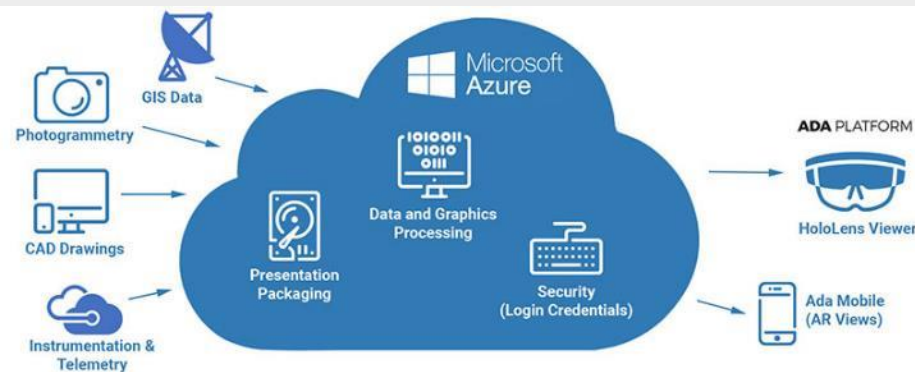 GIS Data
Photogrammetry
CAD Drawings
Instrumentation &
Telemetry
Microsoft
Azure
1010011
01010
0111
Data and Graphics
Processing
Presentation
Packaging
Security
(Login Credentials)
ADA PLATFORM
HoloLens Viewer
Ada Mobile
(AR Views)